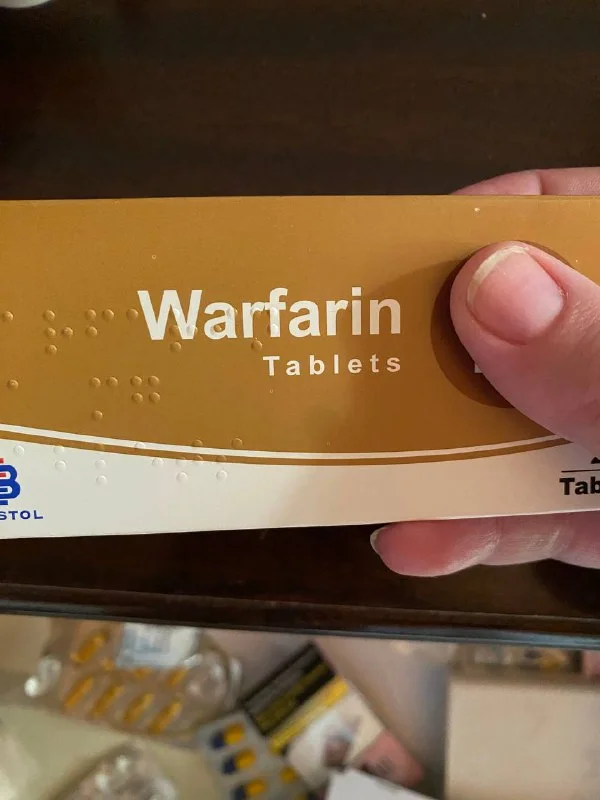 Warfarin
Tablets
STOL
Tab